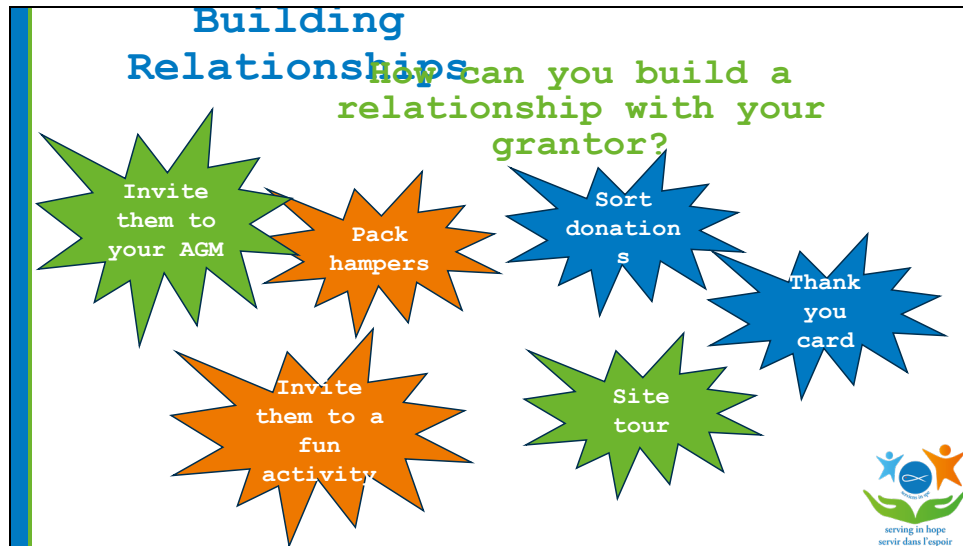 Building
Relationships
How can you build a
relationship with your
grantor?
Invite
them to
your AGM
Pack
hampers
Sort
donation
s
Thank
you
card
Invite
them to a
fun
activity
Site
tour
serving in hope
servir dans l'espoir